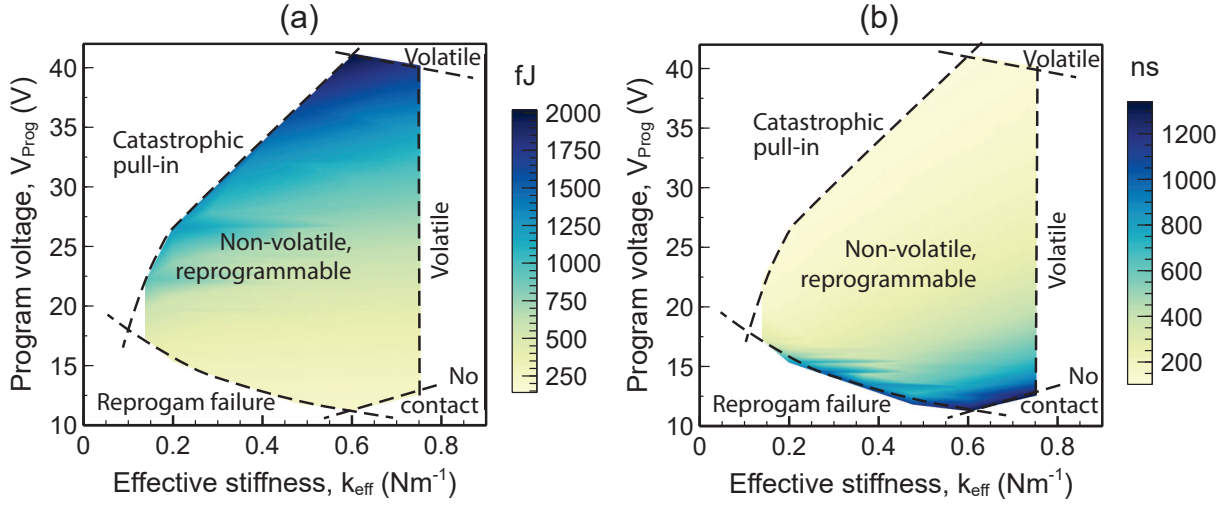 (a)
Program voltage, V_Prog (V)
40
35
30
25
20
15
10
Volatile
Catastrophic
pull-in
Non-volatile,
reprogrammable
Volatile
Reprogam failure
No
contact
0
0.2
0.4
0.6
0.8
Effective stiffness, k_eff (Nm⁻¹)
fJ
2000
1750
1500
1250
1000
750
500
250
(b)
Program voltage, V_Prog (V)
40
35
30
25
20
15
10
Volatile
Catastrophic
pull-in
Non-volatile,
reprogrammable
Volatile
Reprogam failure
No
contact
0
0.2
0.4
0.6
0.8
Effective stiffness, k_eff (Nm⁻¹)
ns
1200
1000
800
600
400
200